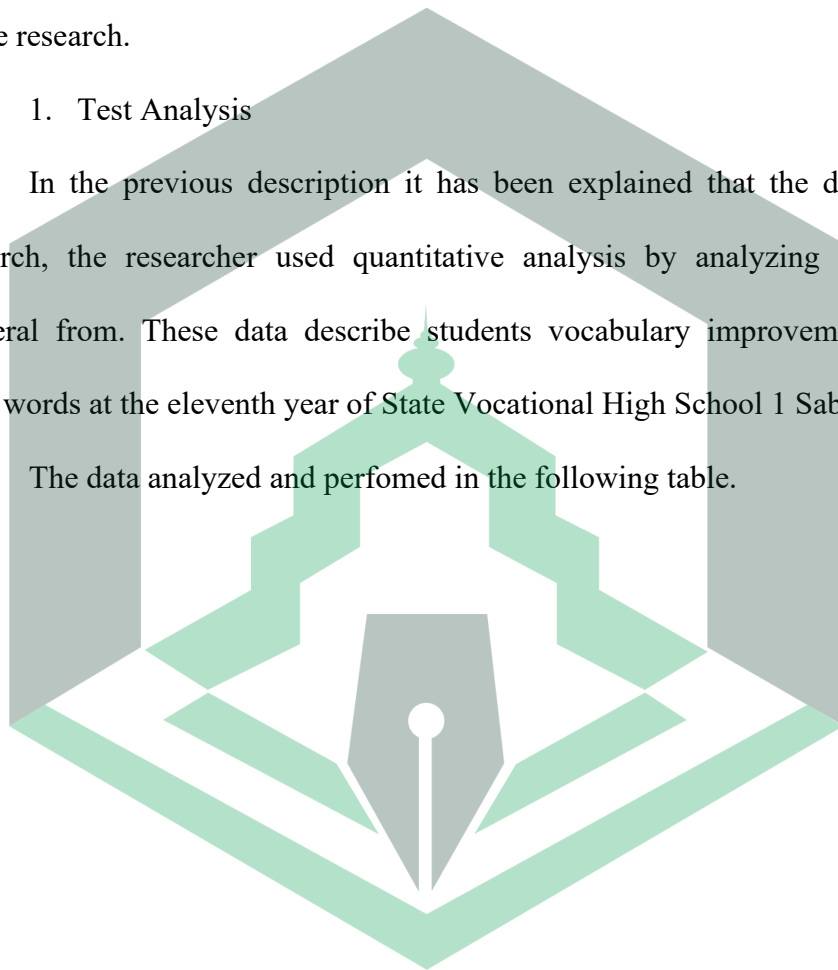 e research.
1. Test Analysis
In the previous description it has been explained that the d
rch, the researcher used quantitative analysis by analyzing
eral from. These data describe students vocabulary improvem
words at the eleventh year of State Vocational High School 1 Sab
The data analyzed and perfomed in the following table.